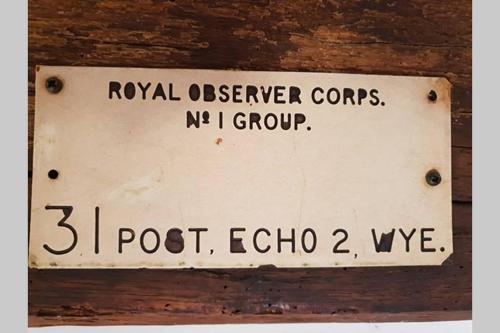 ROYAL OBSERVER CORPS.
Nº 1 GROUP.
31 POST, ECHO 2, WYE.